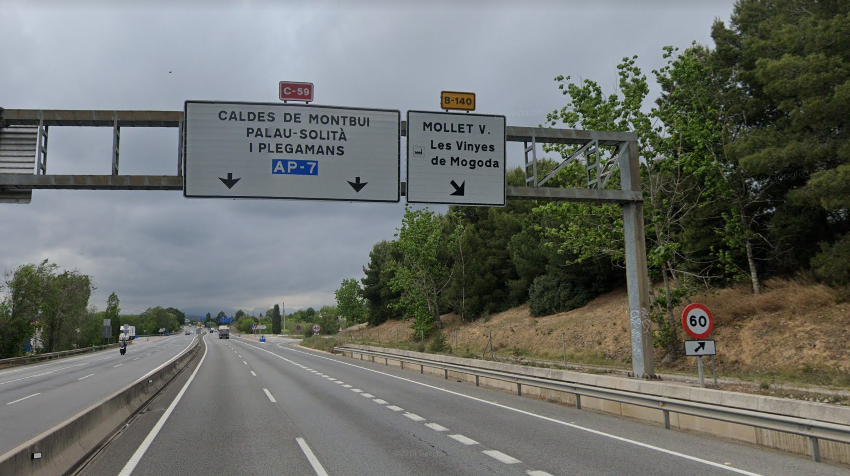 C-59
CALDES DE MONTBUI
PALAU-SOLITÀ
I PLEGAMANS
AP-7
B-140
MOLLET V.
Les Vinyes
de Mogoda
60